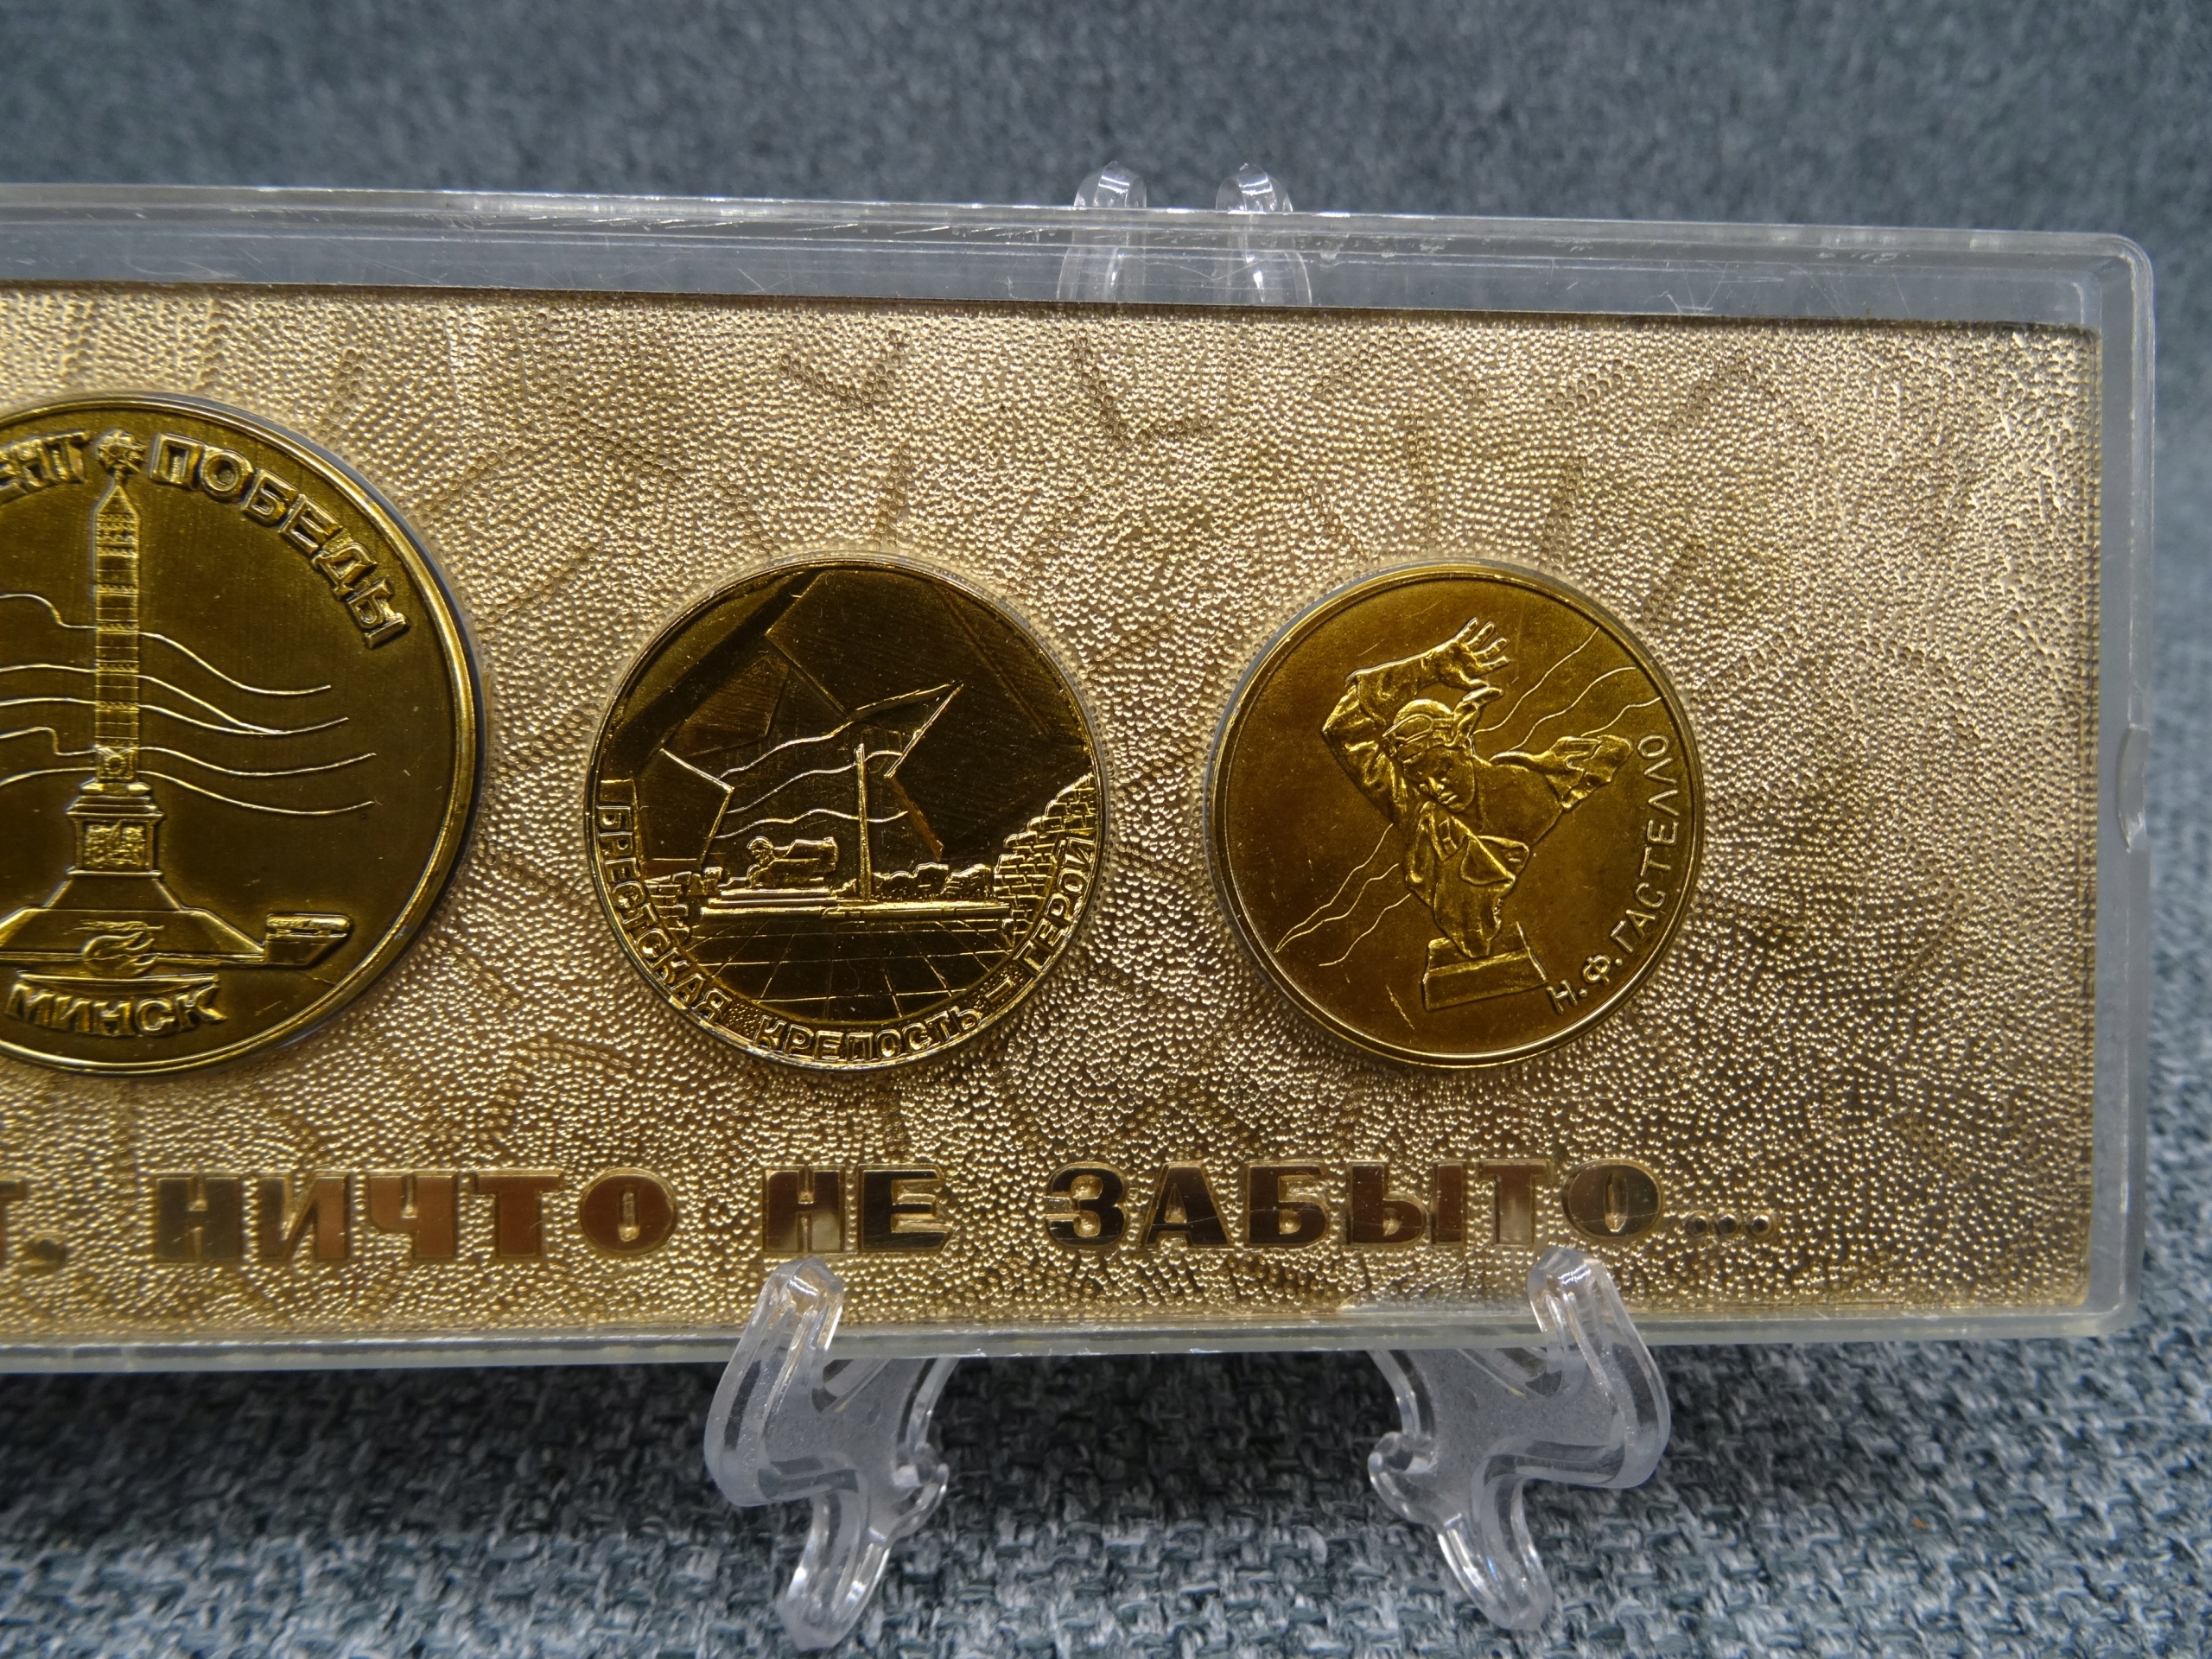 ПОБЕДЫ
МИНСК
БРЕСТСКАЯ КРЕПОСТЬ – ГЕРОЙ
Н.Ф. ГАСТЕЛЛО
НИЧТО НЕ ЗАБЫТО...